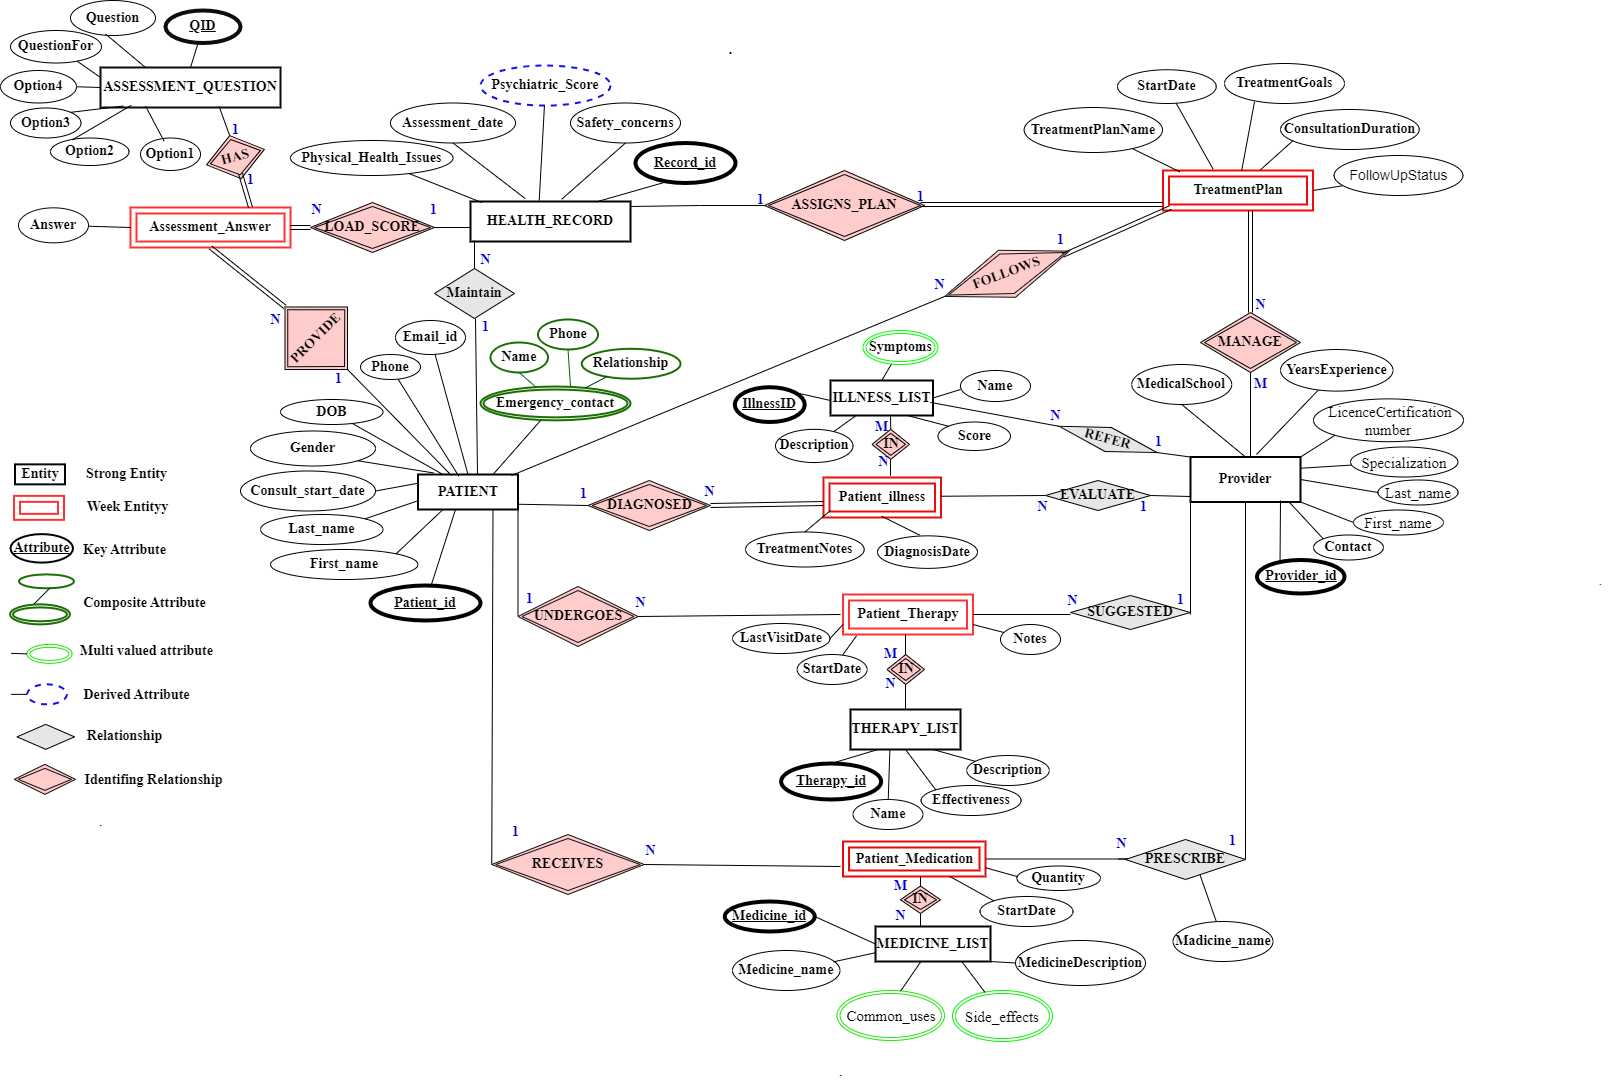 Question
QID
QuestionFor
ASSESSMENT_QUESTION
Option4
Option3
Option2
Option1
1
HAS
1
Answer
Assessment_Answer
N
LOAD_SCORE
1
Psychiatric_Score
Assessment_date
Safety_concerns
Physical_Health_Issues
Record_id
HEALTH_RECORD
1
ASSIGNS_PLAN
1
StartDate
TreatmentGoals
TreatmentPlanName
ConsultationDuration
FollowUpStatus
TreatmentPlan
N
Maintain
1
1
FOLLOWS
N
N
MANAGE
M
N
PROVIDE
1
Email_id
Phone
Phone
Name
Relationship
Emergency_contact
DOB
Gender
Consult_start_date
Last_name
First_name
Patient_id
PATIENT
Symptoms
IllnessID
ILLNESS_LIST
Name
Description
Score
M
IN
N
N
REFER
1
MedicalSchool
YearsExperience
LicenceCertification
number
Specialization
Last_name
First_name
Contact
Provider_id
Provider
1
DIAGNOSED
N
Patient_illness
TreatmentNotes
DiagnosisDate
EVALUATE
N
1
Entity
Strong Entity
Week Entityy
Attribute
Key Attribute
Composite Attribute
Multi valued attribute
Derived Attribute
Relationship
Identifing Relationship
1
UNDERGOES
N
Patient_Therapy
LastVisitDate
StartDate
Notes
N
SUGGESTED
1
M
IN
N
THERAPY_LIST
Therapy_id
Name
Effectiveness
Description
1
RECEIVES
N
Patient_Medication
Quantity
StartDate
N
PRESCRIBE
1
Madicine_name
M
IN
N
Medicine_id
MEDICINE_LIST
Medicine_name
MedicineDescription
Common_uses
Side_effects